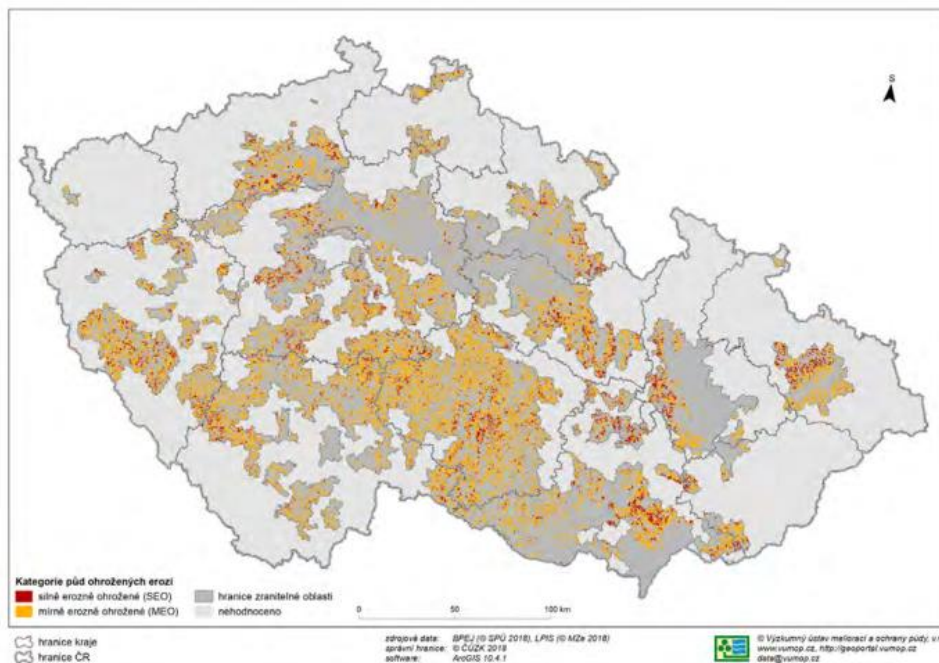 S
Kategorie půd ohrožených erozí
silně erozně ohrožené (SEO)
mírně erozně ohrožené (MEO)
hranice zranitelné oblasti
nehodnoceno
0 50 100 km
hranice kraje
hranice ČR
zdrojová data: BPEJ (© SPÚ 2018), LPIS (© MZe 2018)
správní hranice: © ČÚZK 2018
software: ArcGIS 10.4.1
© Výzkumný ústav meliorací a ochrany půdy, v.
www.vumop.cz, http://geoportal.vumop.cz
data@vumop.cz